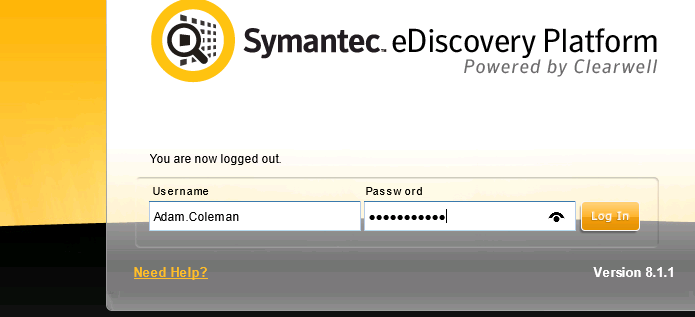 Symantec™ eDiscovery Platform
Powered by Clearwell
You are now logged out.
Username Password
Adam.Coleman ●●●●●●●●●●● Log In
Need Help? Version 8.1.1